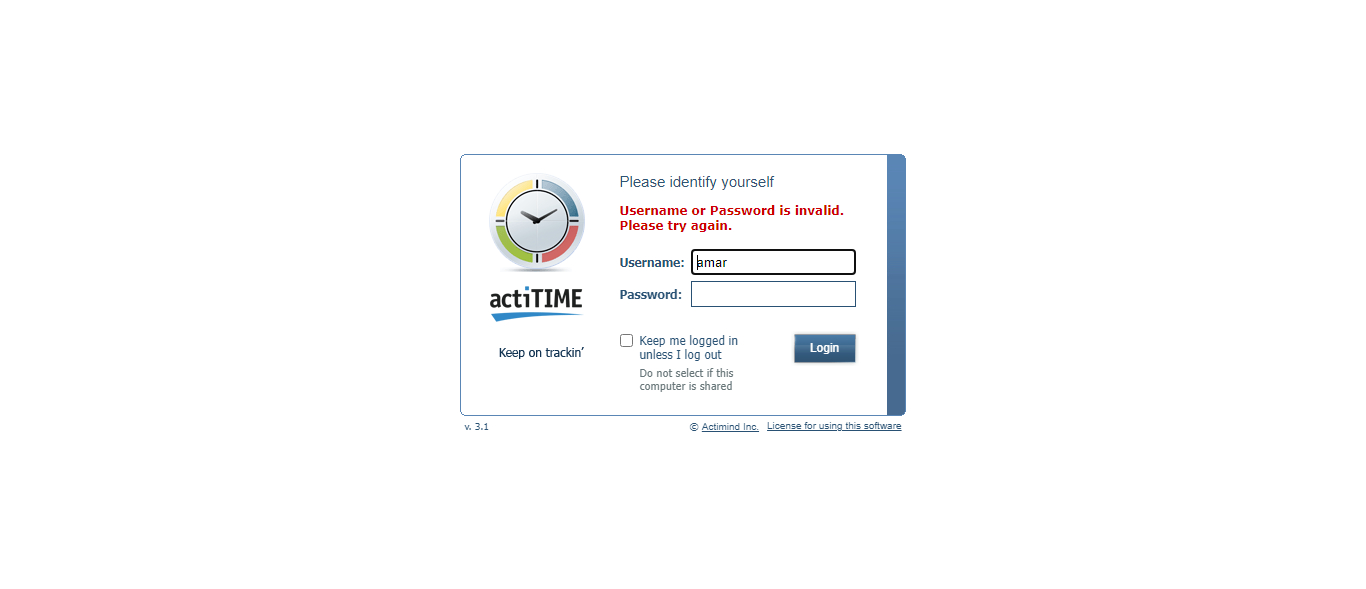 Please identify yourself
Username or Password is invalid.
Please try again.
Username: amar
Password:
actiTIME
Keep on trackin’
Keep me logged in
unless I log out
Login
Do not select if this
computer is shared
v. 3.1
© Actimind Inc. License for using this software